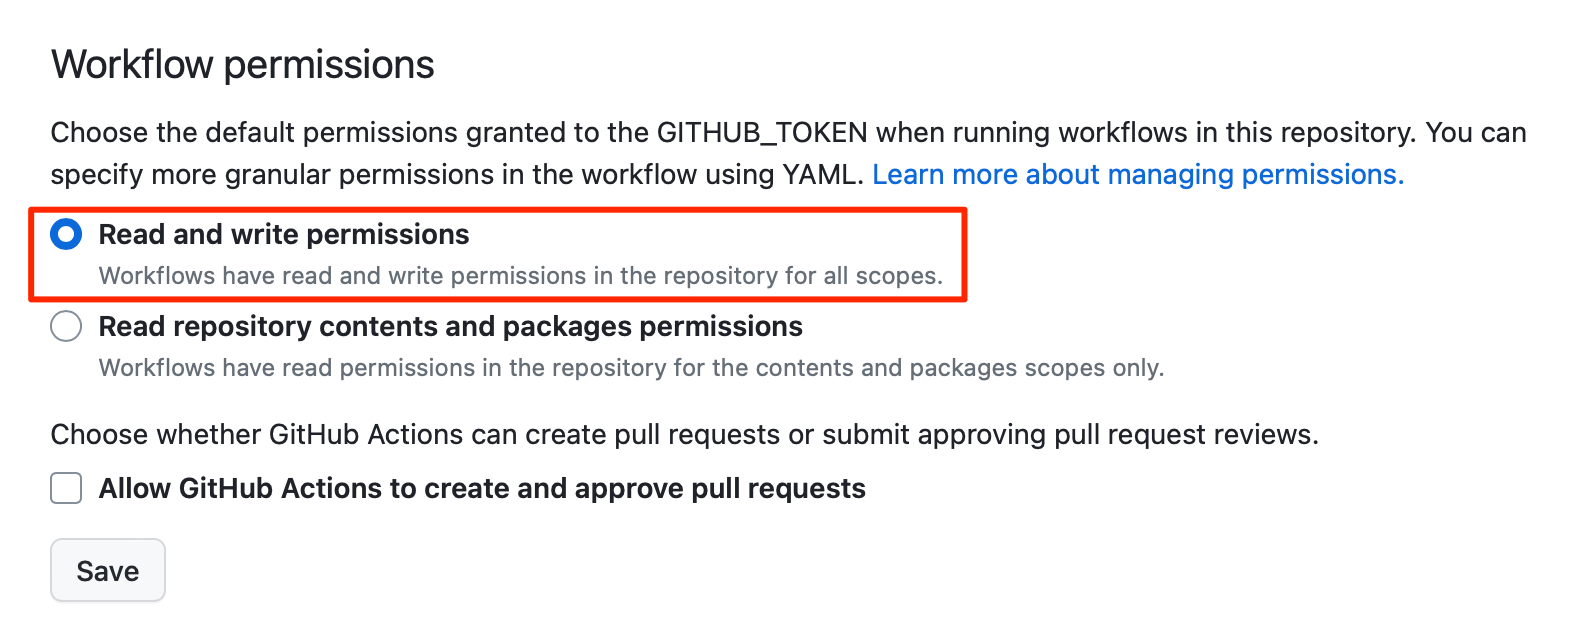 Workflow permissions
Choose the default permissions granted to the GITHUB_TOKEN when running workflows in this repository. You can
specify more granular permissions in the workflow using YAML. Learn more about managing permissions.
Read and write permissions
Workflows have read and write permissions in the repository for all scopes.
Read repository contents and packages permissions
Workflows have read permissions in the repository for the contents and packages scopes only.
Choose whether GitHub Actions can create pull requests or submit approving pull request reviews.
Allow GitHub Actions to create and approve pull requests
Save